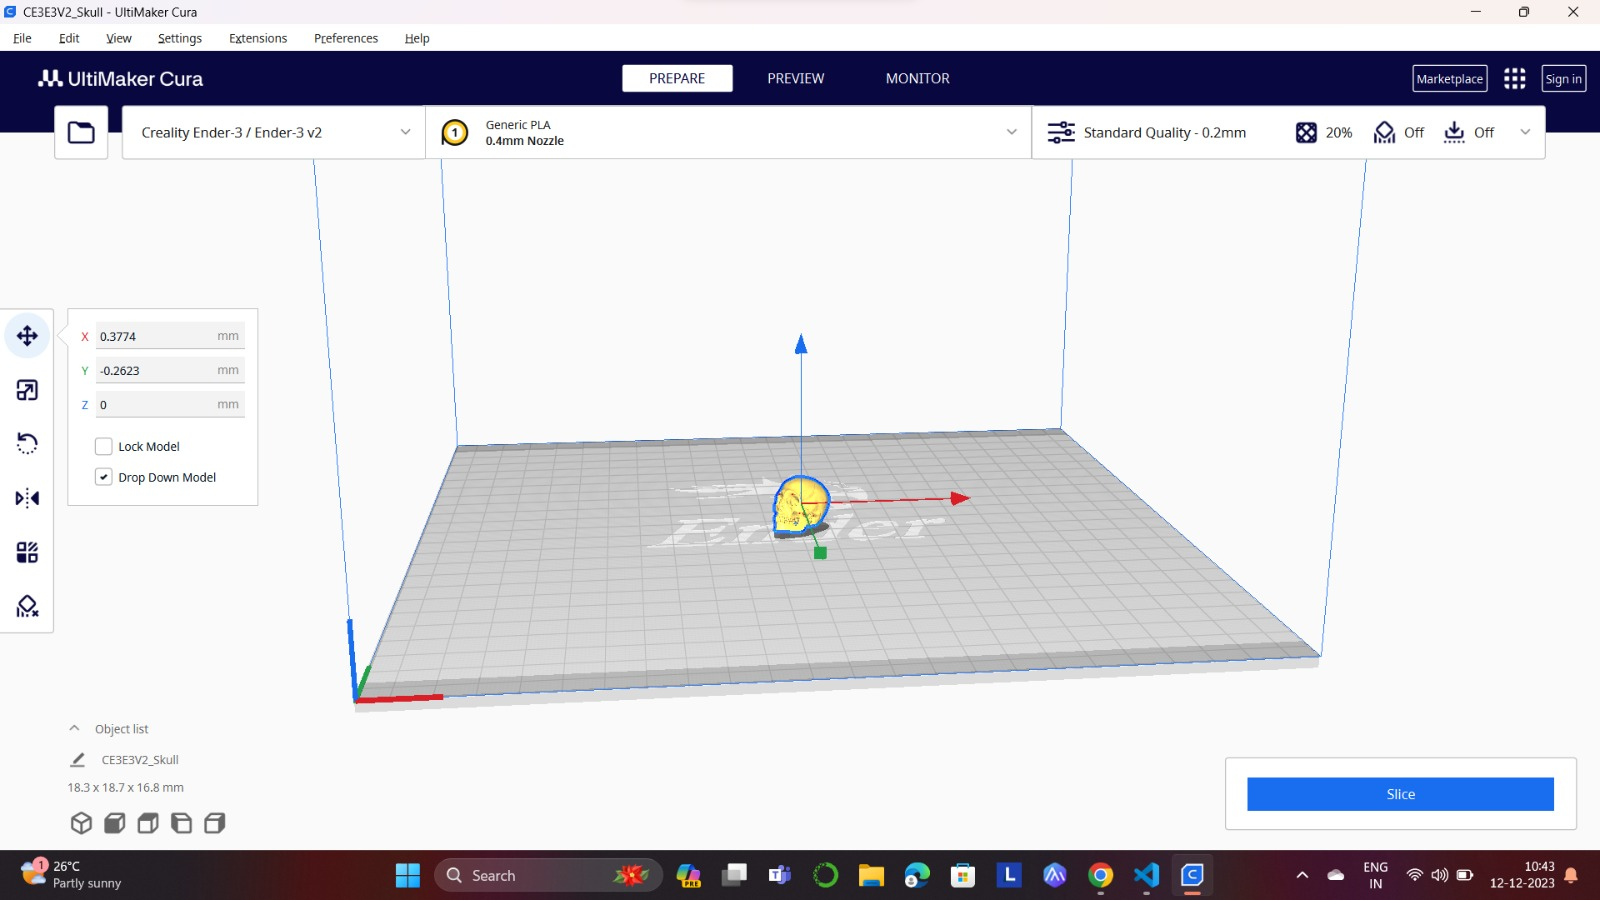 CE3E3V2_Skull - UltiMaker Cura
File Edit View Settings Extensions Preferences Help
UltiMaker Cura
PREPARE PREVIEW MONITOR
Marketplace Sign in
Creality Ender-3 / Ender-3 v2
1
Generic PLA
0.4mm Nozzle
Standard Quality - 0.2mm 20% Off Off
X 0.3774 mm
Y -0.2623 mm
Z 0 mm
Lock Model
Drop Down Model
Ender
Object list
CE3E3V2_Skull
18.3 x 18.7 x 16.8 mm
Slice
1
26°C
Partly sunny
Search
PRE
L
ENG
IN
10:43
12-12-2023